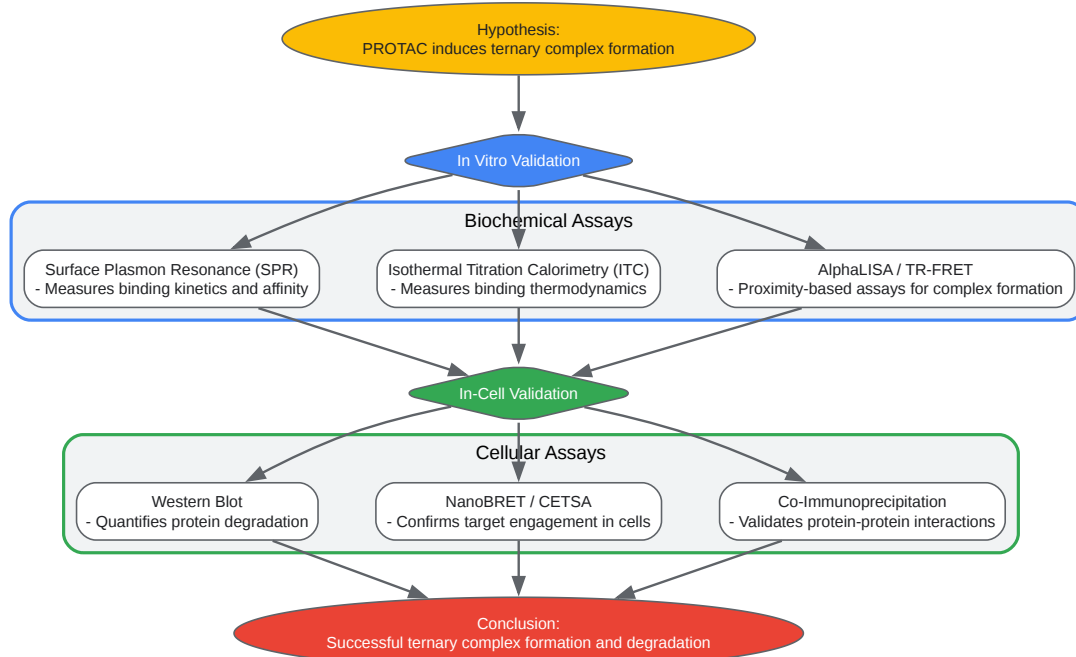 Hypothesis:
PROTAC induces ternary complex formation
In Vitro Validation
Biochemical Assays
Surface Plasmon Resonance (SPR)
- Measures binding kinetics and affinity
Isothermal Titration Calorimetry (ITC)
- Measures binding thermodynamics
AlphaLISA / TR-FRET
- Proximity-based assays for complex formation
In-Cell Validation
Cellular Assays
Western Blot
- Quantifies protein degradation
NanoBRET / CETSA
- Confirms target engagement in cells
Co-Immunoprecipitation
- Validates protein-protein interactions
Conclusion:
Successful ternary complex formation and degradation